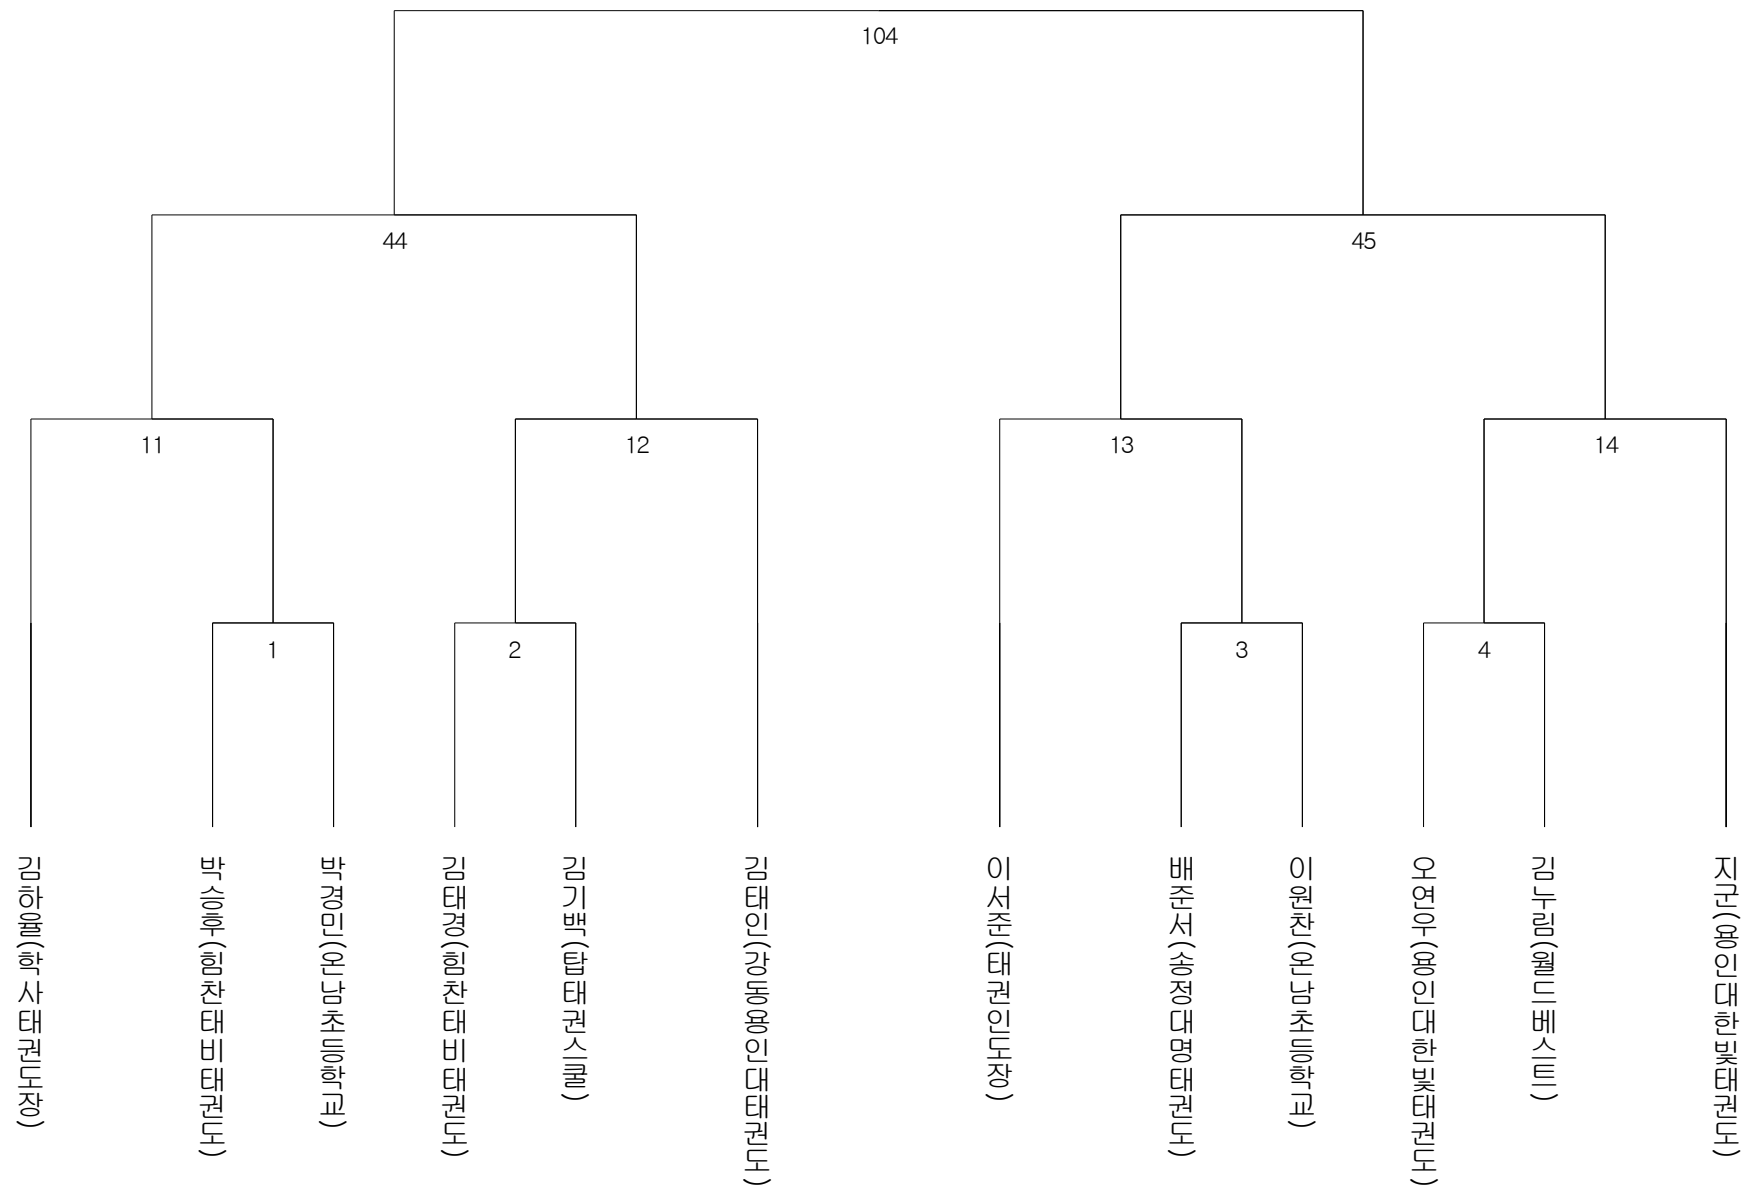 104
44
45
11
12
13
14
1
2
3
4
김하율(학사태권도장)
박승후(힘찬태비태권도)
박경민(온남초등학교)
김태경(힘찬태비태권도)
김기백(탑태권스쿨)
김태인(강동용인대태권도)
이서준(태권인도장)
배준서(송정대명태권도)
이원찬(온남초등학교)
오연우(용인대한빛태권도)
김누림(월드베스트)
지군(용인대한빛태권도)